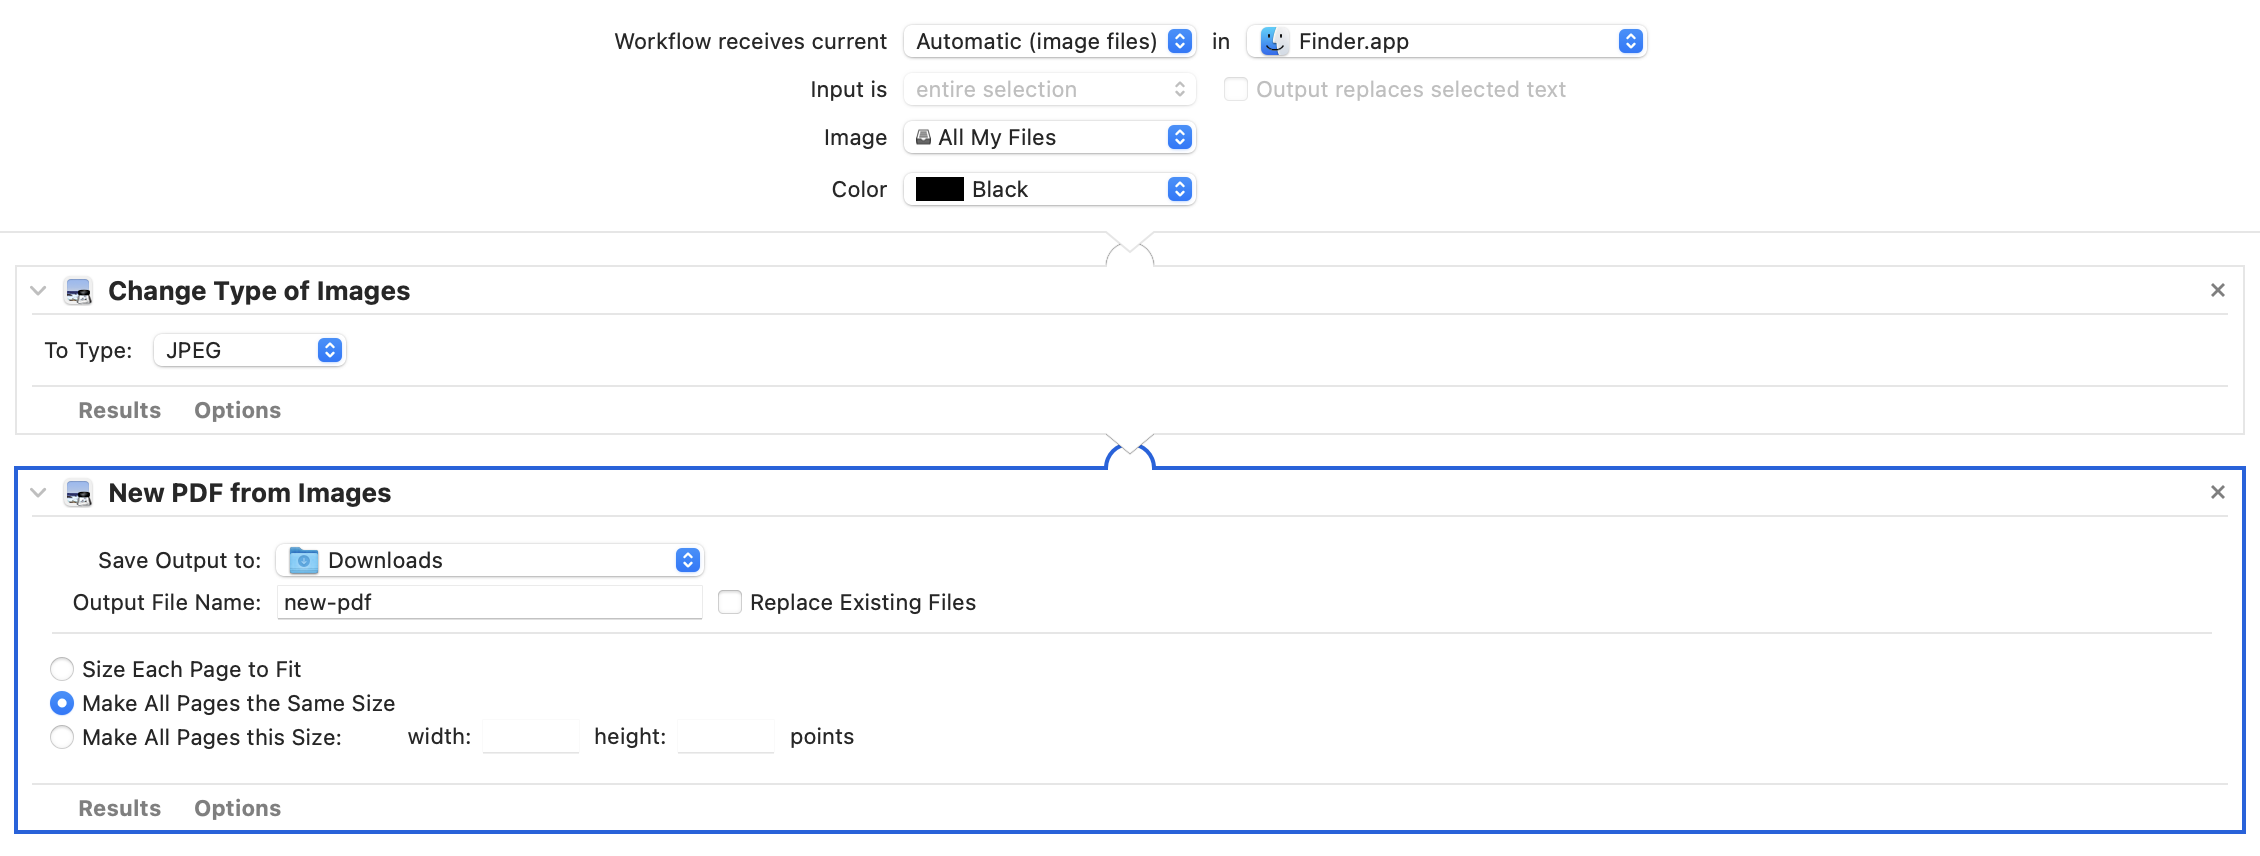 Workflow receives current Automatic (image files) in Finder.app
Input is entire selection Output replaces selected text
Image All My Files
Color Black
Change Type of Images
To Type: JPEG
Results Options
New PDF from Images
Save Output to: Downloads
Output File Name: new-pdf Replace Existing Files
Size Each Page to Fit
Make All Pages the Same Size
Make All Pages this Size: width: height: points
Results Options